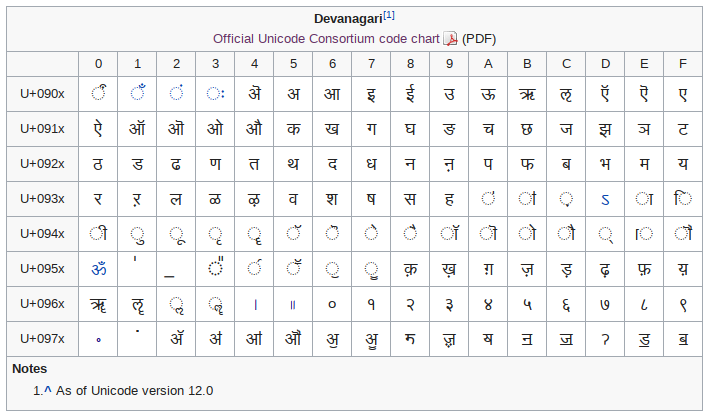 Devanagari[1]
Official Unicode Consortium code chart (PDF)
0 1 2 3 4 5 6 7 8 9 A B C D E F
U+090x ऀ ँ ं ः ऄ अ आ इ ई उ ऊ ऋ ऌ ऍ ऎ ए
U+091x ऐ ऑ ऒ ओ औ क ख ग घ ङ च छ ज झ ञ ट
U+092x ठ ड ढ ण त थ द ध न ऩ प फ ब भ म य
U+093x र ऱ ल ळ ऴ व श ष स ह ऺ ऻ ़ ऽ ा ि
U+094x ी ु ू ृ ॄ ॅ ॆ े ै ॉ ॊ ो ौ ् ॎ ॏ
U+095x ॐ ॑ ॒ ॓ ॔ ॕ ॖ ॗ क़ ख़ ग़ ज़ ड़ ढ़ फ़ य़
U+096x ॠ ॡ ॢ ॣ । ॥ ० १ २ ३ ४ ५ ६ ७ ८ ९
U+097x ॰ ॱ ॲ ॳ ॴ ॵ ॶ ॷ ॸ ॹ ॺ ॻ ॼ ॽ ॾ ॿ
Notes
1.^ As of Unicode version 12.0